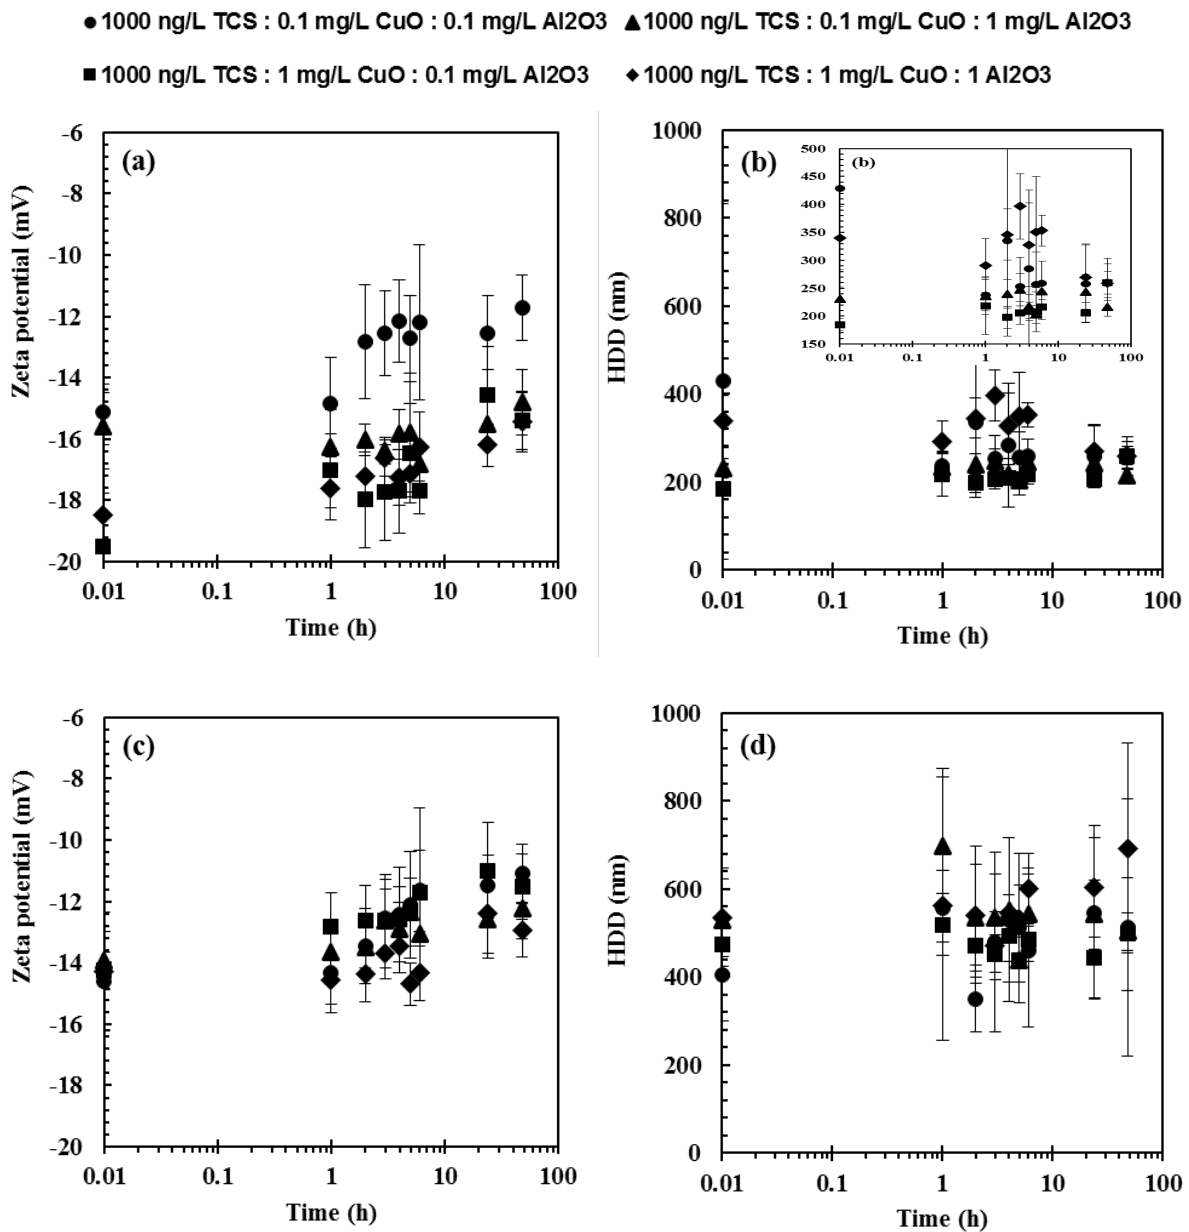 ● 1000 ng/L TCS : 0.1 mg/L CuO : 0.1 mg/L Al2O3 ▲ 1000 ng/L TCS : 0.1 mg/L CuO : 1 mg/L Al2O3
■ 1000 ng/L TCS : 1 mg/L CuO : 0.1 mg/L Al2O3 ◆ 1000 ng/L TCS : 1 mg/L CuO : 1 Al2O3
(a)
Zeta potential (mV)
-6
-8
-10
-12
-14
-16
-18
-20
0.01 0.1 1 10 100
Time (h)
(b)
HDD (nm)
1000
800
600
400
200
0
0.01 0.1 1 10 100
Time (h)
(b)
500
450
400
350
300
250
200
150
0.01 0.1 1 10 100
(c)
Zeta potential (mV)
-6
-8
-10
-12
-14
-16
-18
-20
0.01 0.1 1 10 100
Time (h)
(d)
HDD (nm)
1000
800
600
400
200
0
0.01 0.1 1 10 100
Time (h)